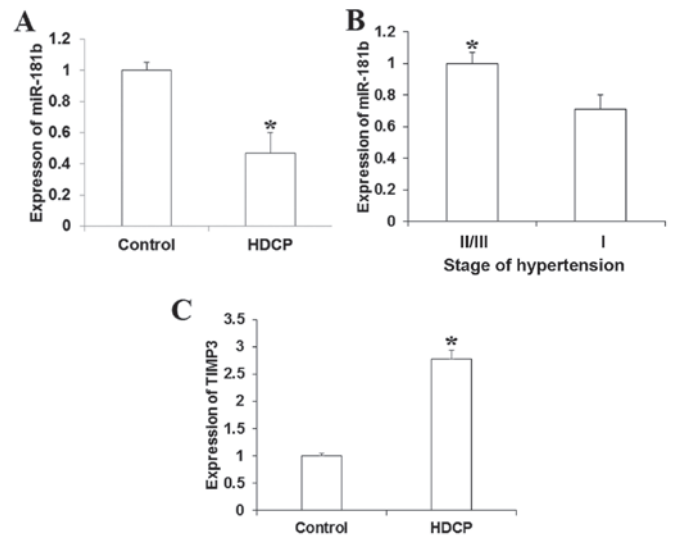 A
Expresson of miR-181b
1.2
1
0.8
0.6
0.4
0.2
0
*
Control HDCP
B
Expression of miR-181b
1.2
1
0.8
0.6
0.4
0.2
0
*
II/III I
Stage of hypertension
C
Expression of TIMP3
3.5
3
2.5
2
1.5
1
0.5
0
*
Control HDCP